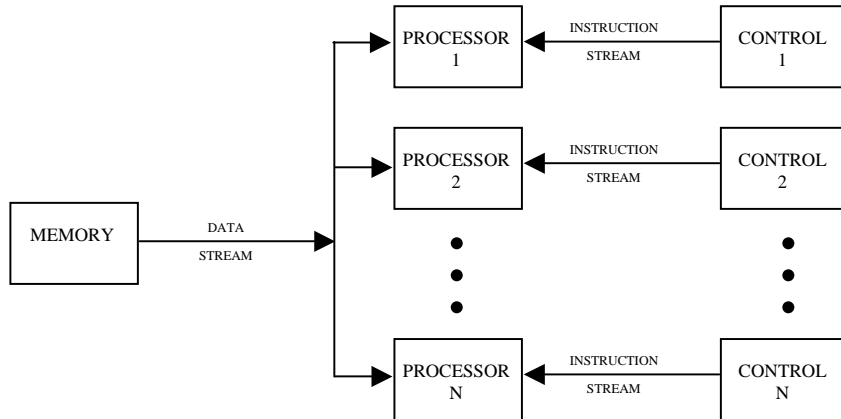 PROCESSOR
1
INSTRUCTION
STREAM
CONTROL
1
PROCESSOR
2
INSTRUCTION
STREAM
CONTROL
2
MEMORY
DATA
STREAM
PROCESSOR
N
INSTRUCTION
STREAM
CONTROL
N